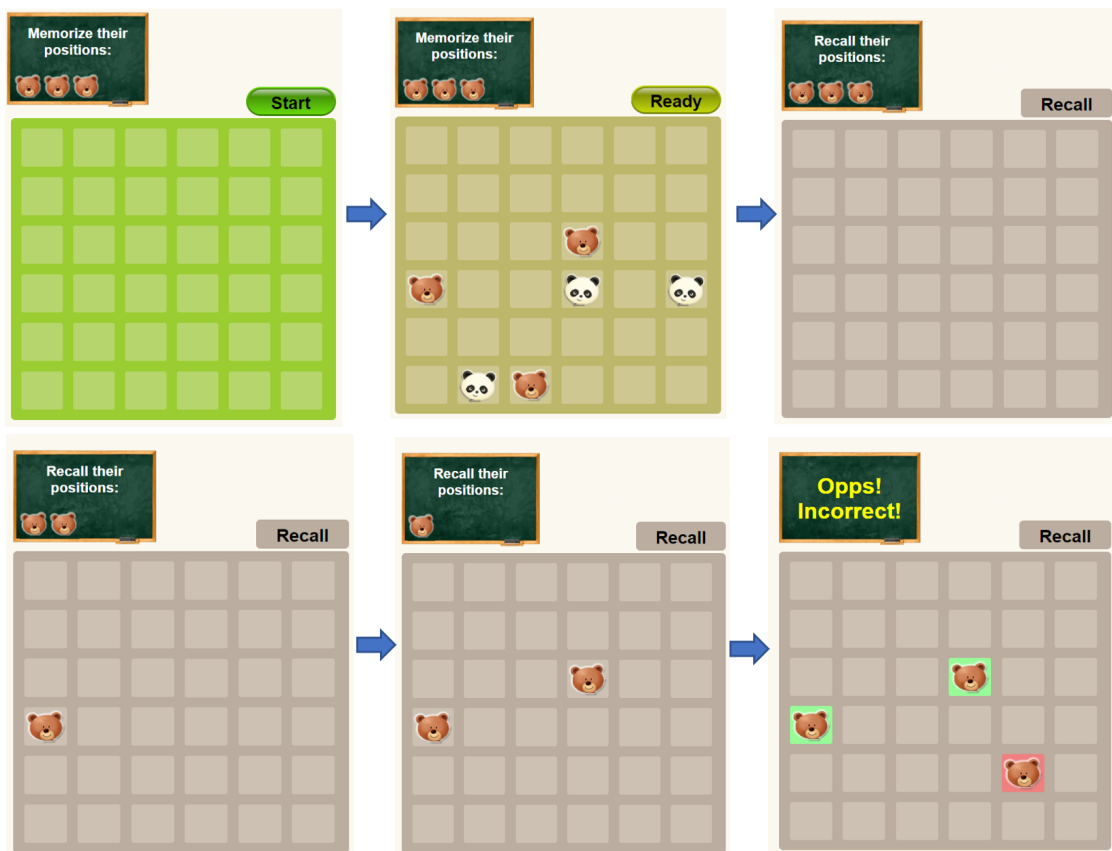 Memorize their
positions:
Start
Memorize their
positions:
Ready
Recall their
positions:
Recall
Recall their
positions:
Recall
Recall their
positions:
Recall
Opps!
Incorrect!
Recall